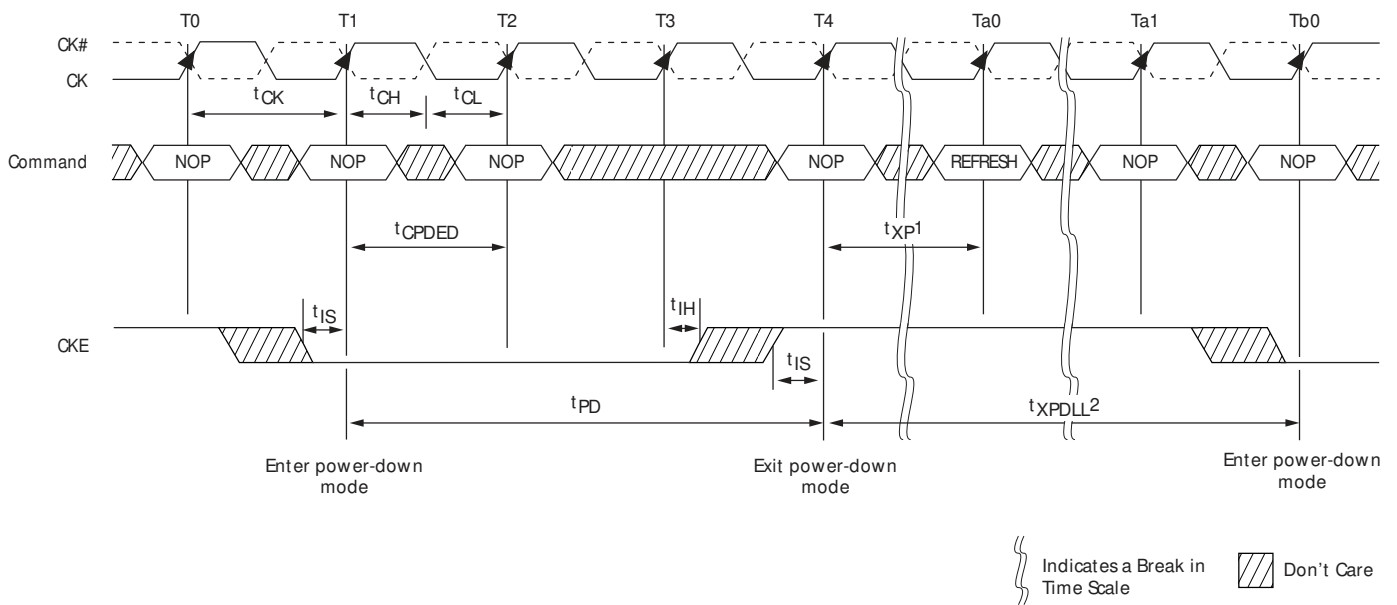 T0 T1 T2 T3 T4 Ta0 Ta1 Tb0
CK#
CK
tCK tCH tCL
Command NOP NOP NOP NOP REFRESH NOP NOP
tCPDED tXP1
tIS tIH
CKE
tIS
tPD tXPDLL2
Enter power-down
mode
Exit power-down
mode
Enter power-down
mode
Indicates a Break in
Time Scale
Don't Care